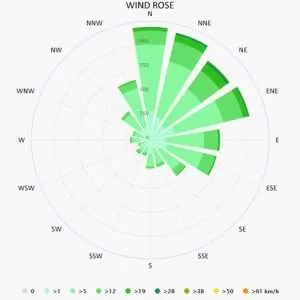 WIND ROSE
N
NNW NNE
NW NE
WNW ENE
W E
WSW ESE
SW SE
SSW SSE
S
0 >1 >5 >12 >19 >28 >38 >50 >61 km/h